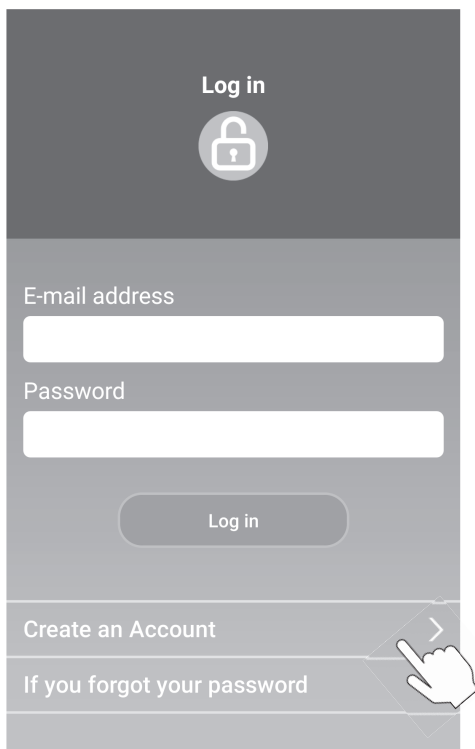 Log in
E-mail address
Password
Log in
Create an Account
If you forgot your password